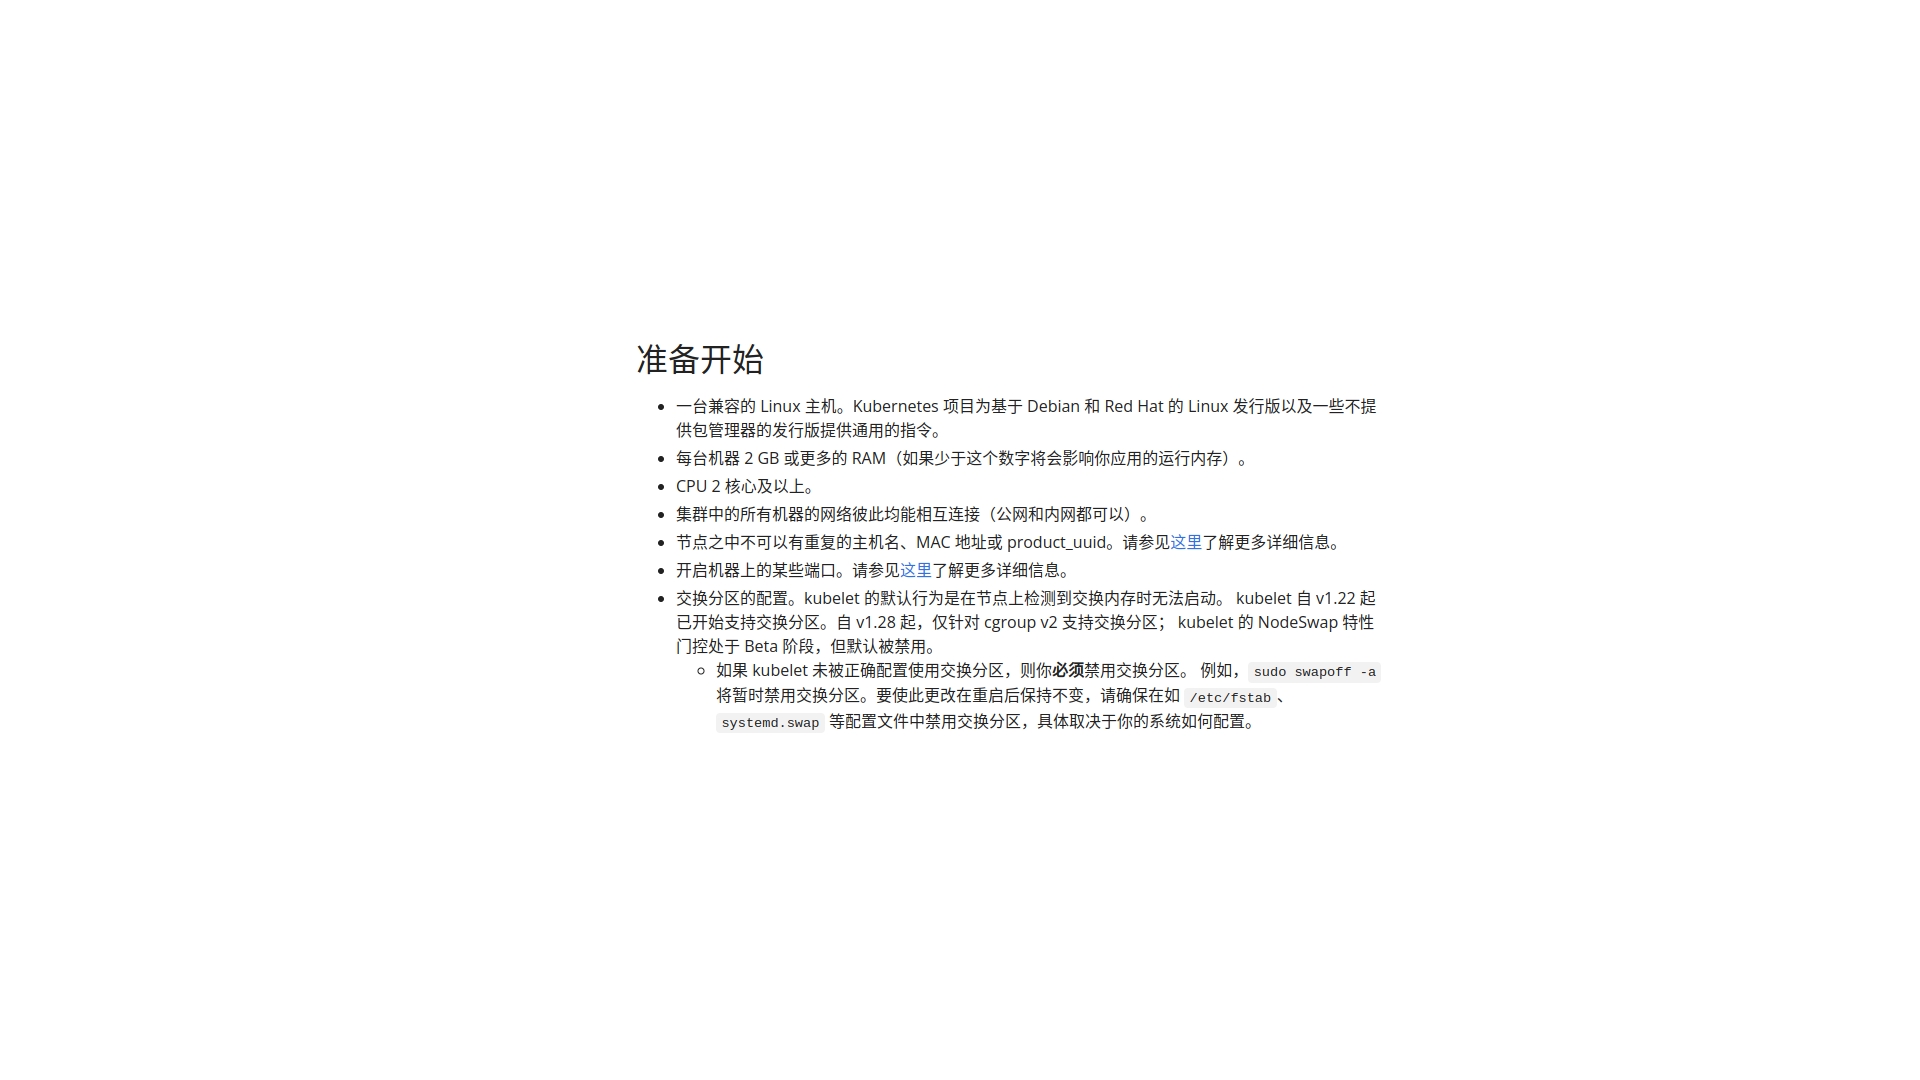 准备开始
一台兼容的 Linux 主机。Kubernetes 项目为基于 Debian 和 Red Hat 的 Linux 发行版以及一些不提
供包管理器的发行版提供通用的指令。
每台机器 2 GB 或更多的 RAM（如果少于这个数字将会影响你应用的运行内存）。
CPU 2 核心及以上。
集群中的所有机器的网络彼此均能相互连接（公网和内网都可以）。
节点之中不可以有重复的主机名、MAC 地址或 product_uuid。请参见这里了解更多详细信息。
开启机器上的某些端口。请参见这里了解更多详细信息。
交换分区的配置。kubelet 的默认行为是在节点上检测到交换内存时无法启动。 kubelet 自 v1.22 起
已开始支持交换分区。自 v1.28 起，仅针对 cgroup v2 支持交换分区； kubelet 的 NodeSwap 特性
门控处于 Beta 阶段，但默认被禁用。
如果 kubelet 未被正确配置使用交换分区，则你必须禁用交换分区。 例如，sudo swapoff -a
将暂时禁用交换分区。要使此更改在重启后保持不变，请确保在如 /etc/fstab、
systemd.swap 等配置文件中禁用交换分区，具体取决于你的系统如何配置。